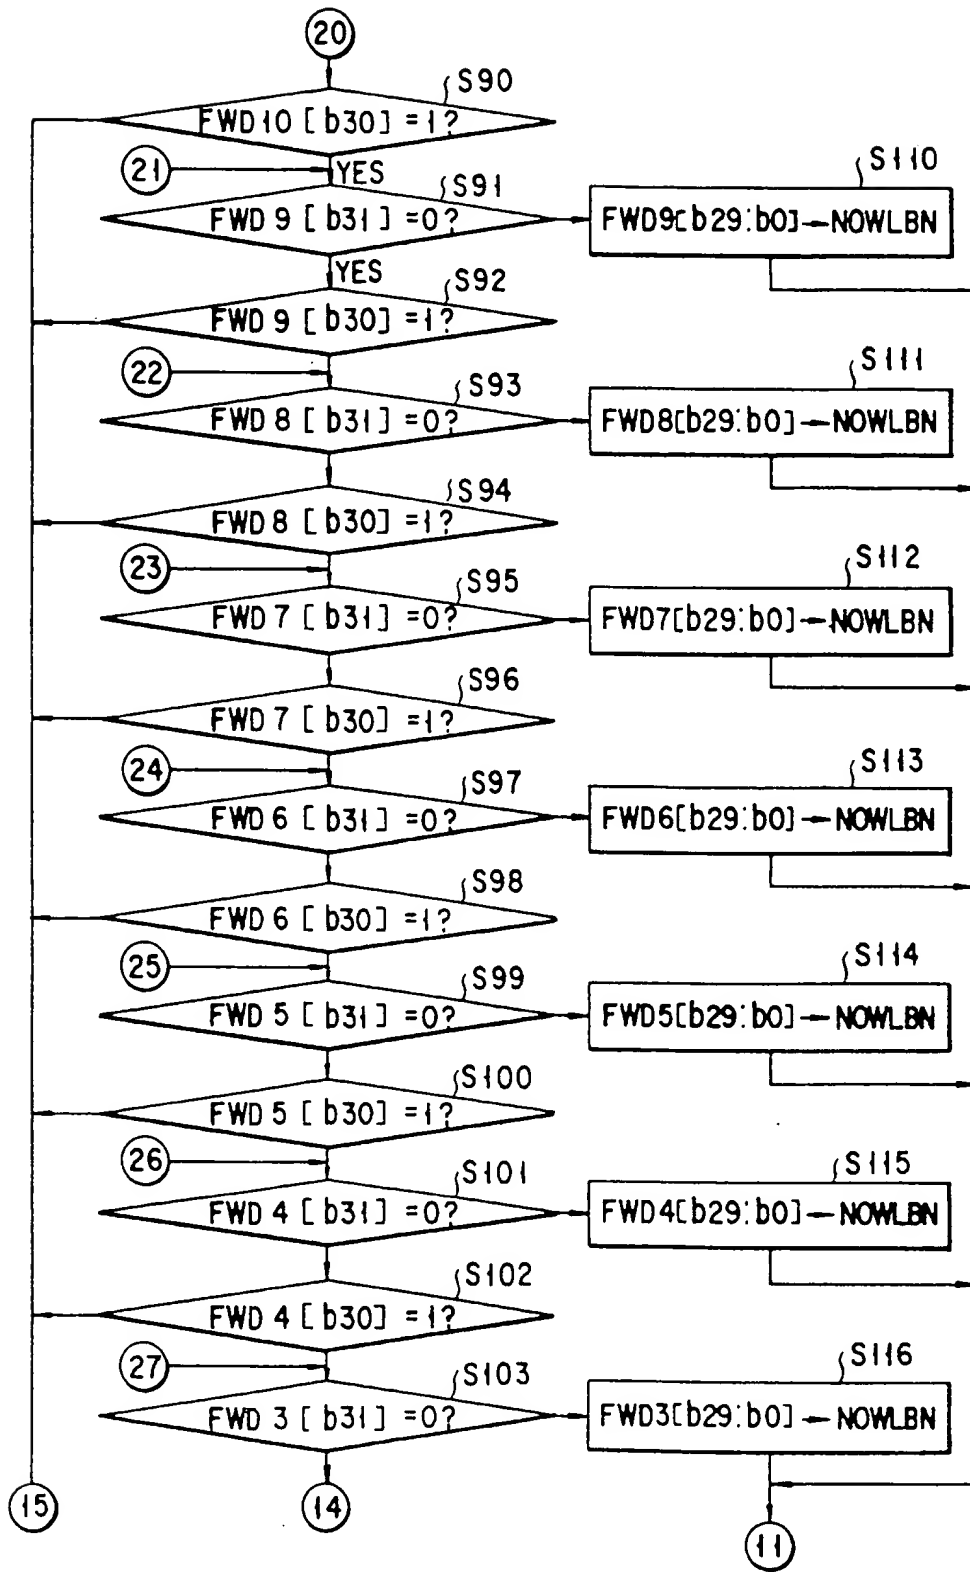 20
S90
FWD10 [b30] =1?
21
YES
S91
S110
FWD9 [b31] =0?
FWD9[b29:b0]→NOWLBN
YES
S92
FWD9 [b30] =1?
22
S93
S111
FWD8 [b31] =0?
FWD8[b29:b0]→NOWLBN
S94
FWD8 [b30] =1?
23
S95
S112
FWD7 [b31] =0?
FWD7[b29:b0]→NOWLBN
S96
FWD7 [b30] =1?
24
S97
S113
FWD6 [b31] =0?
FWD6[b29:b0]→NOWLBN
S98
FWD6 [b30] =1?
25
S99
S114
FWD5 [b31] =0?
FWD5[b29:b0]→NOWLBN
S100
FWD5 [b30] =1?
26
S101
S115
FWD4 [b31] =0?
FWD4[b29:b0]→NOWLBN
S102
FWD4 [b30] =1?
27
S103
S116
FWD3 [b31] =0?
FWD3[b29:b0]→NOWLBN
15
14
11